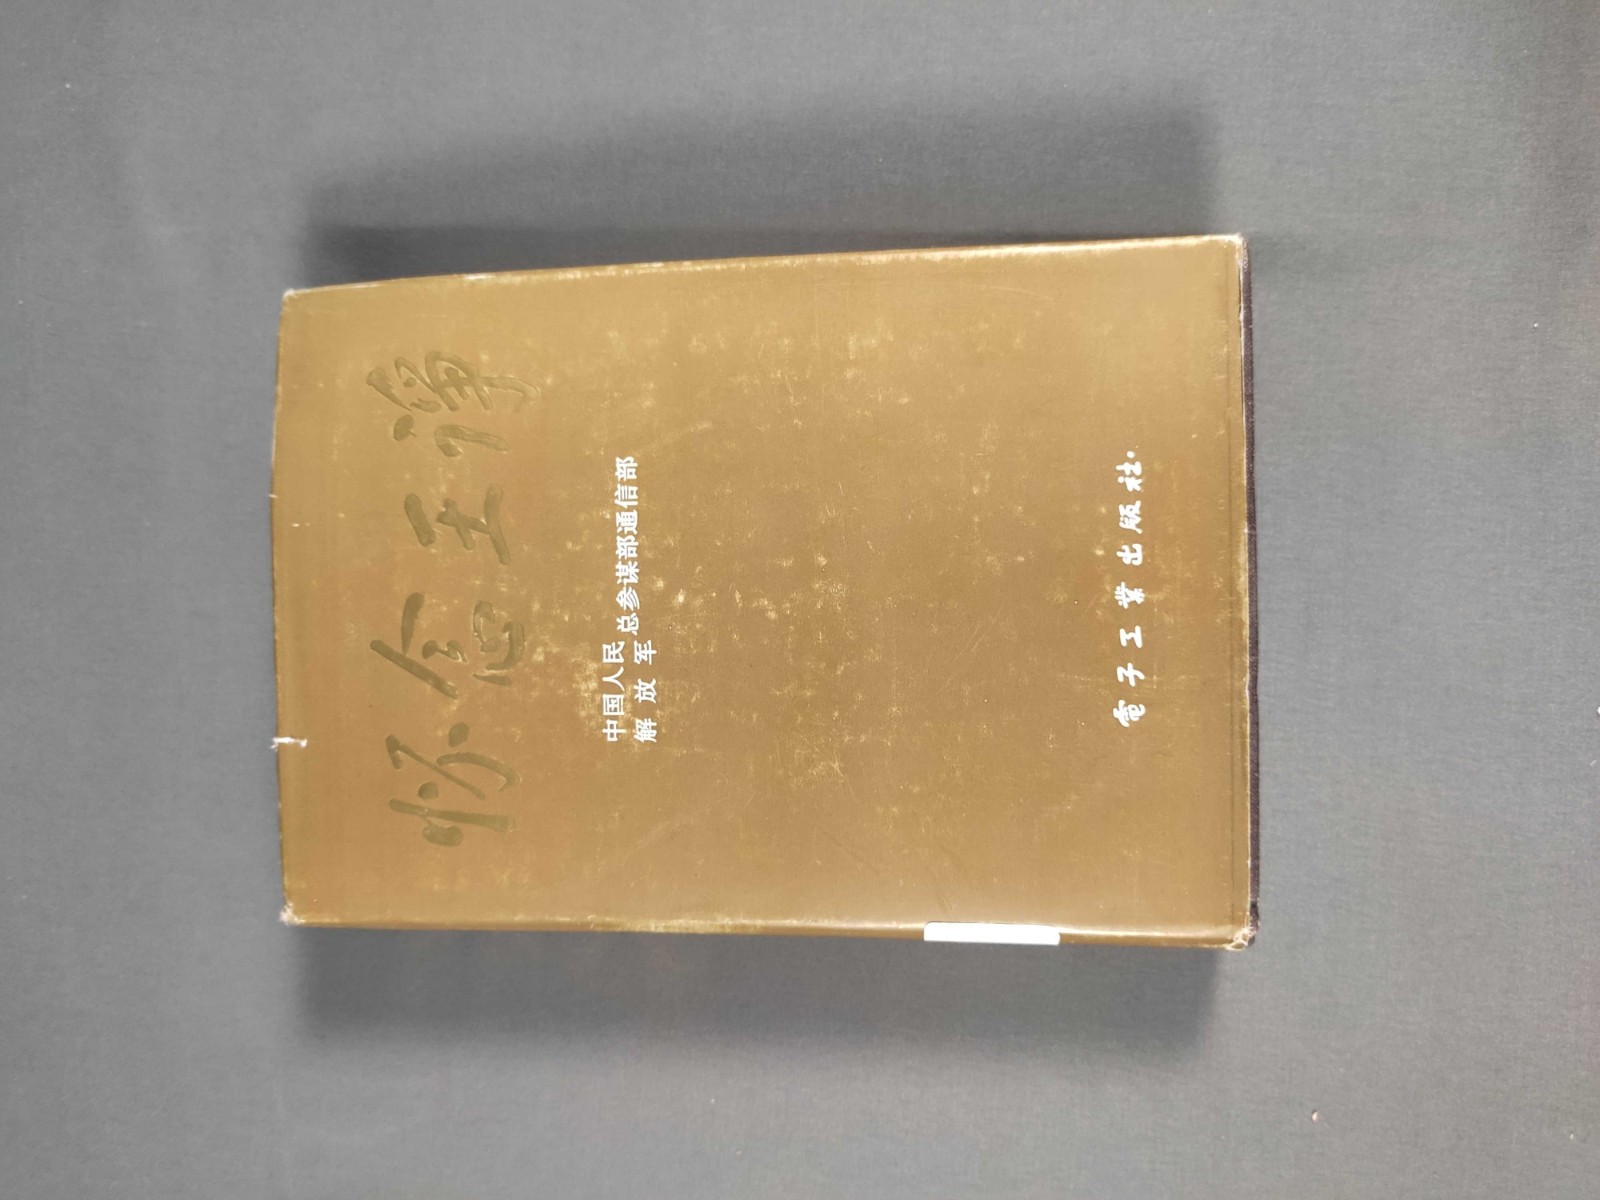 怀念王诤
中国人民
解放军
总参谋部通信部
電子工業出版社